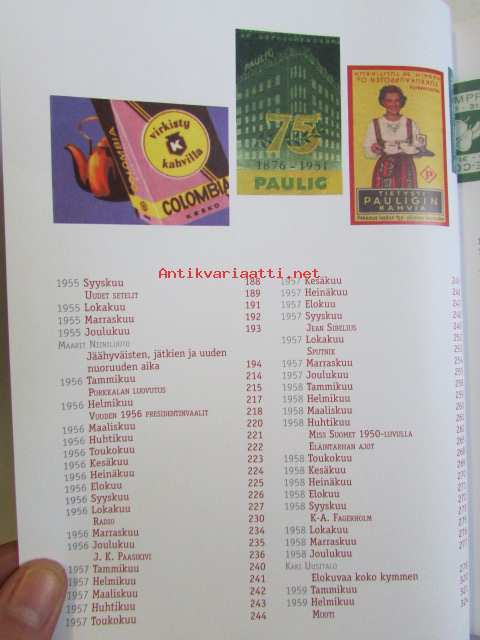 virkisty
K
kahvilla
COLOMBIA
COLOMBIA
KESKO
PAULIG
75
1876-1951
PAULIG
TIETYSTI
PAULIGIN
KAHVIA
Antikvariaatti.net
1955 Syyskuu 188
UUDET SETELIT 189
1955 Lokakuu 191
1955 Marraskuu 192
1955 Joulukuu 193
MAARIT NIINILUOTO
Jäähyväisten, jätkien ja uuden
nuoruuden aika 194
1956 Tammikuu 214
PORKKALAN LUOVUTUS 215
1956 Helmikuu 217
VUODEN 1956 PRESIDENTINVAALIT 218
1956 Maaliskuu 220
1956 Huhtikuu 221
1956 Toukokuu 222
1956 Kesäkuu 223
1956 Heinäkuu 224
1956 Elokuu 225
1956 Syyskuu 226
1956 Lokakuu 227
RADIO 230
1956 Marraskuu 234
1956 Joulukuu 235
J. K. PAASIKIVI 236
1957 Tammikuu 240
1957 Helmikuu 241
1957 Maaliskuu 242
1957 Huhtikuu 243
1957 Toukokuu 244
1957 Kesäkuu
1957 Heinäkuu
1957 Elokuu
1957 Syyskuu
JEAN SIBELIUS
1957 Lokakuu
SPUTNIK
1957 Marraskuu
1957 Joulukuu
1958 Tammikuu
1958 Helmikuu
1958 Maaliskuu
1958 Huhtikuu
MISS SUOMET 1950-LUVULLA
ELÄINTARHAN AJOT
1958 Toukokuu
1958 Kesäkuu
1958 Heinäkuu
1958 Elokuu
1958 Syyskuu
K-A. FAGERHOLM
1958 Lokakuu
1958 Marraskuu
1958 Joulukuu
KARI UUSITALO
Elokuvaa koko kymmen
1959 Tammikuu
1959 Helmikuu
MUOTI